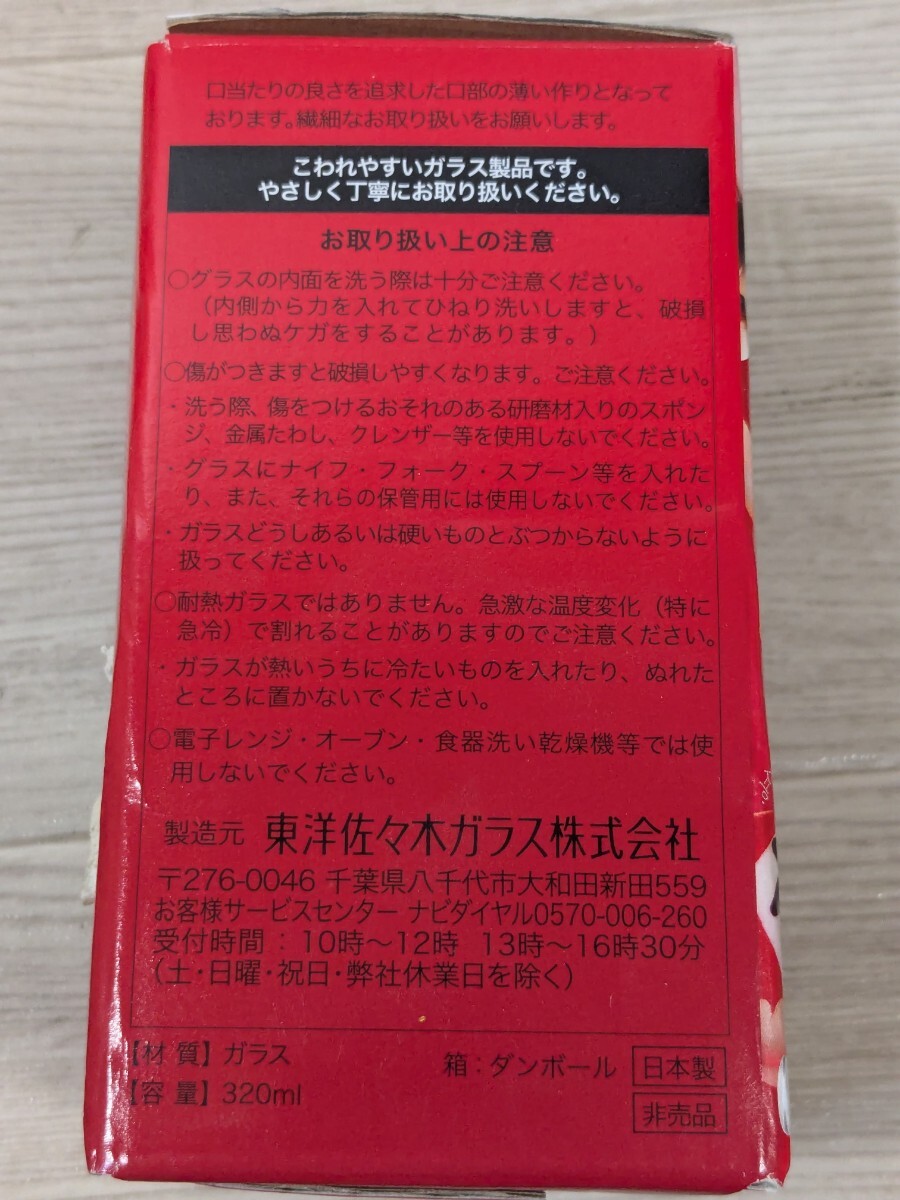 口当たりの良さを追求した口部の薄い作りとなって
おります。繊細なお取り扱いをお願いします。
こわれやすいガラス製品です。
やさしく丁寧にお取り扱いください。
お取り扱い上の注意
○グラスの内面を洗う際は十分ご注意ください。
（内側から力を入れてひねり洗いしますと、破損
し思わぬケガをすることがあります。）
○傷がつきますと破損しやすくなります。ご注意ください。
・洗う際、傷をつけるおそれのある研磨材入りのスポン
ジ、金属たわし、クレンザー等を使用しないでください。
・グラスにナイフ・フォーク・スプーン等を入れた
り、また、それらの保管用には使用しないでください。
・ガラスどうしあるいは硬いものとぶつからないように
扱ってください。
○耐熱ガラスではありません。急激な温度変化（特に
急冷）で割れることがありますのでご注意ください。
・ガラスが熱いうちに冷たいものを入れたり、ぬれた
ところに置かないでください。
○電子レンジ・オーブン・食器洗い乾燥機等では使
用しないでください。
製造元 東洋佐々木ガラス株式会社
〒276-0046 千葉県八千代市大和田新田559
お客様サービスセンター ナビダイヤル0570-006-260
受付時間：10時～12時 13時～16時30分
（土・日曜・祝日・弊社休業日を除く）
【材 質】ガラス
箱：ダンボール 日本製
【容 量】320ml
非売品